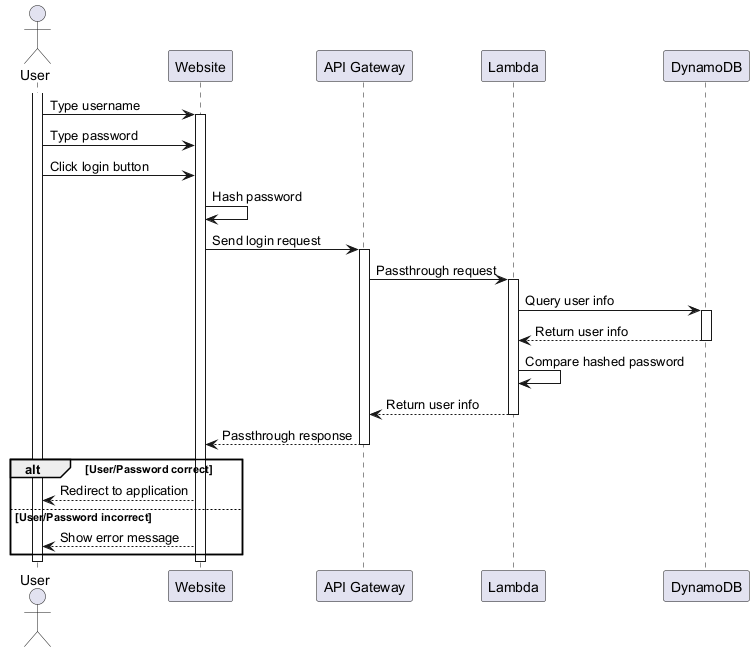 User
Website
API Gateway
Lambda
DynamoDB
Type username
Type password
Click login button
Hash password
Send login request
Passthrough request
Query user info
Return user info
Compare hashed password
Return user info
Passthrough response
alt
[User/Password correct]
Redirect to application
[User/Password incorrect]
Show error message
User
Website
API Gateway
Lambda
DynamoDB